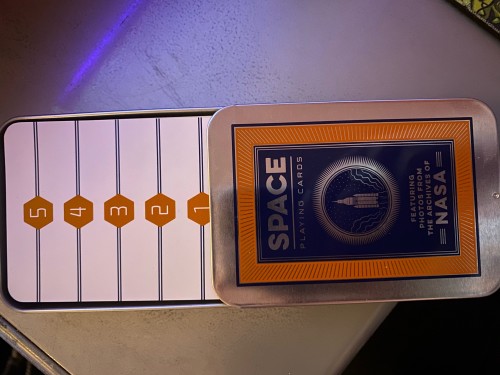 SPACE
PLAYING CARDS
FEATURING
PHOTOS FROM
THE ARCHIVES OF
NASA
1
2
3
4
5